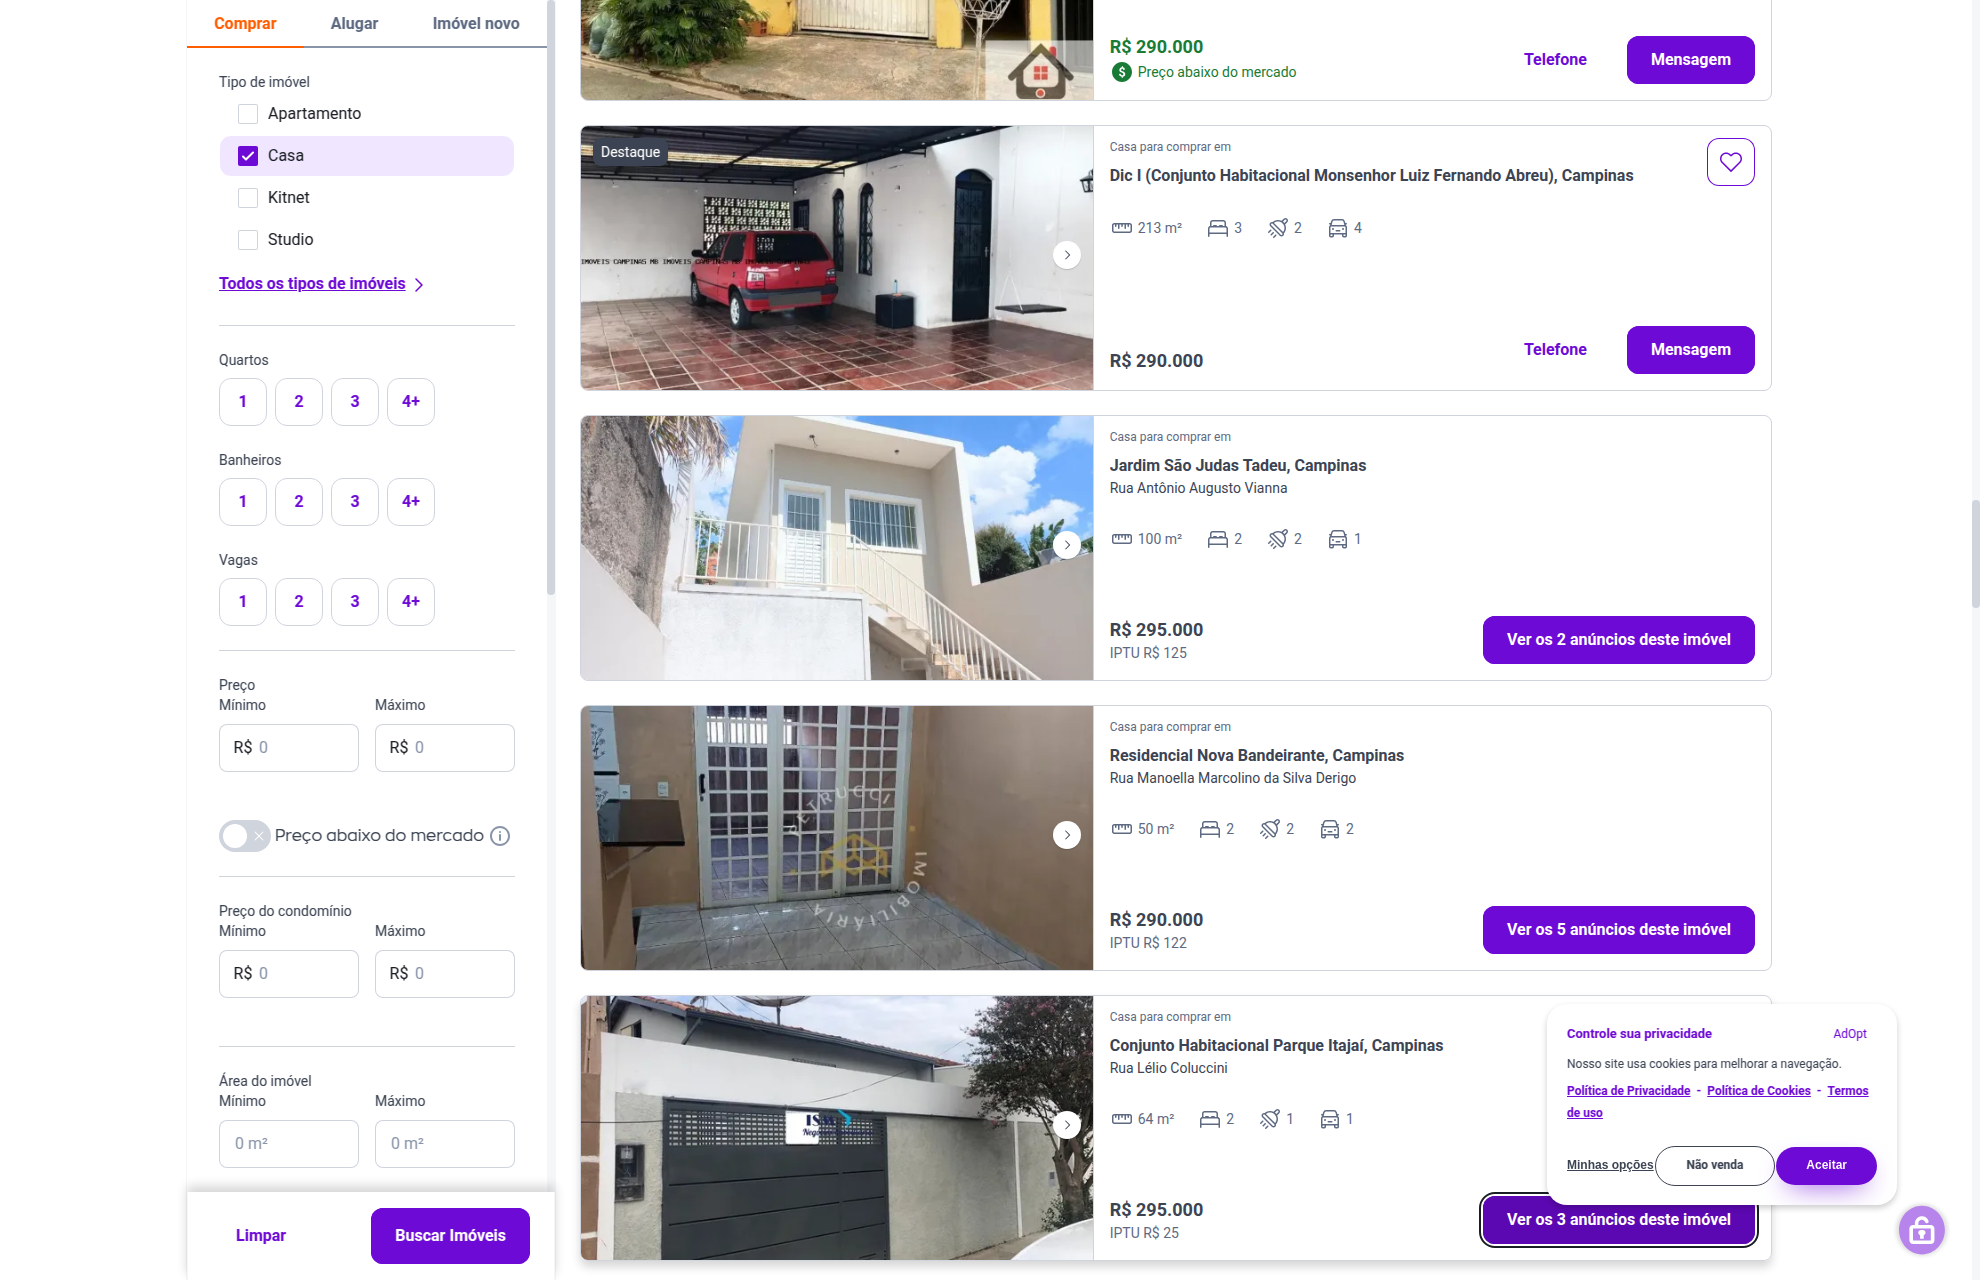 Comprar
Alugar
Imóvel novo
Tipo de imóvel
Apartamento
Casa
Kitnet
Studio
Todos os tipos de imóveis
Quartos
1 2 3 4+
Banheiros
1 2 3 4+
Vagas
1 2 3 4+
Preço
Mínimo Máximo
R$ 0 R$ 0
Preço abaixo do mercado
Preço do condomínio
Mínimo Máximo
R$ 0 R$ 0
Área do imóvel
Mínimo Máximo
0 m² 0 m²
Limpar
Buscar Imóveis
R$ 290.000
Preço abaixo do mercado
Telefone
Mensagem
Destaque
IMOVEIS CAMPINAS MB IMOVEIS CAMPINAS MB IMOVEIS CAMPINAS
Casa para comprar em
Dic I (Conjunto Habitacional Monsenhor Luiz Fernando Abreu), Campinas
213 m² 3 2 4
R$ 290.000
Telefone
Mensagem
Casa para comprar em
Jardim São Judas Tadeu, Campinas
Rua Antônio Augusto Vianna
100 m² 2 2 1
R$ 295.000
IPTU R$ 125
Ver os 2 anúncios deste imóvel
PETRUCCI
IMOBILIÁRIA
Casa para comprar em
Residencial Nova Bandeirante, Campinas
Rua Manoella Marcolino da Silva Derigo
50 m² 2 2 2
R$ 290.000
IPTU R$ 122
Ver os 5 anúncios deste imóvel
Casa para comprar em
Conjunto Habitacional Parque Itajaí, Campinas
Rua Lélio Coluccini
64 m² 2 1 1
R$ 295.000
IPTU R$ 25
Ver os 3 anúncios deste imóvel
Controle sua privacidade
AdOpt
Nosso site usa cookies para melhorar a navegação.
Política de Privacidade - Política de Cookies - Termos
de uso
Minhas opções
Não venda
Aceitar